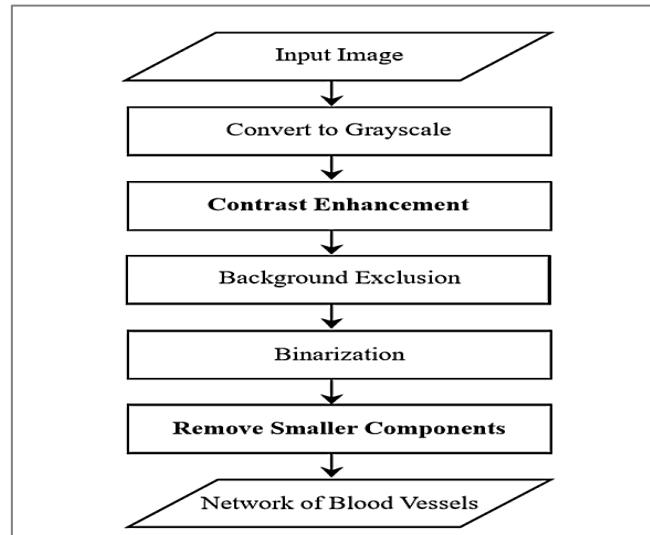 Input Image
Convert to Grayscale
Contrast Enhancement
Background Exclusion
Binarization
Remove Smaller Components
Network of Blood Vessels